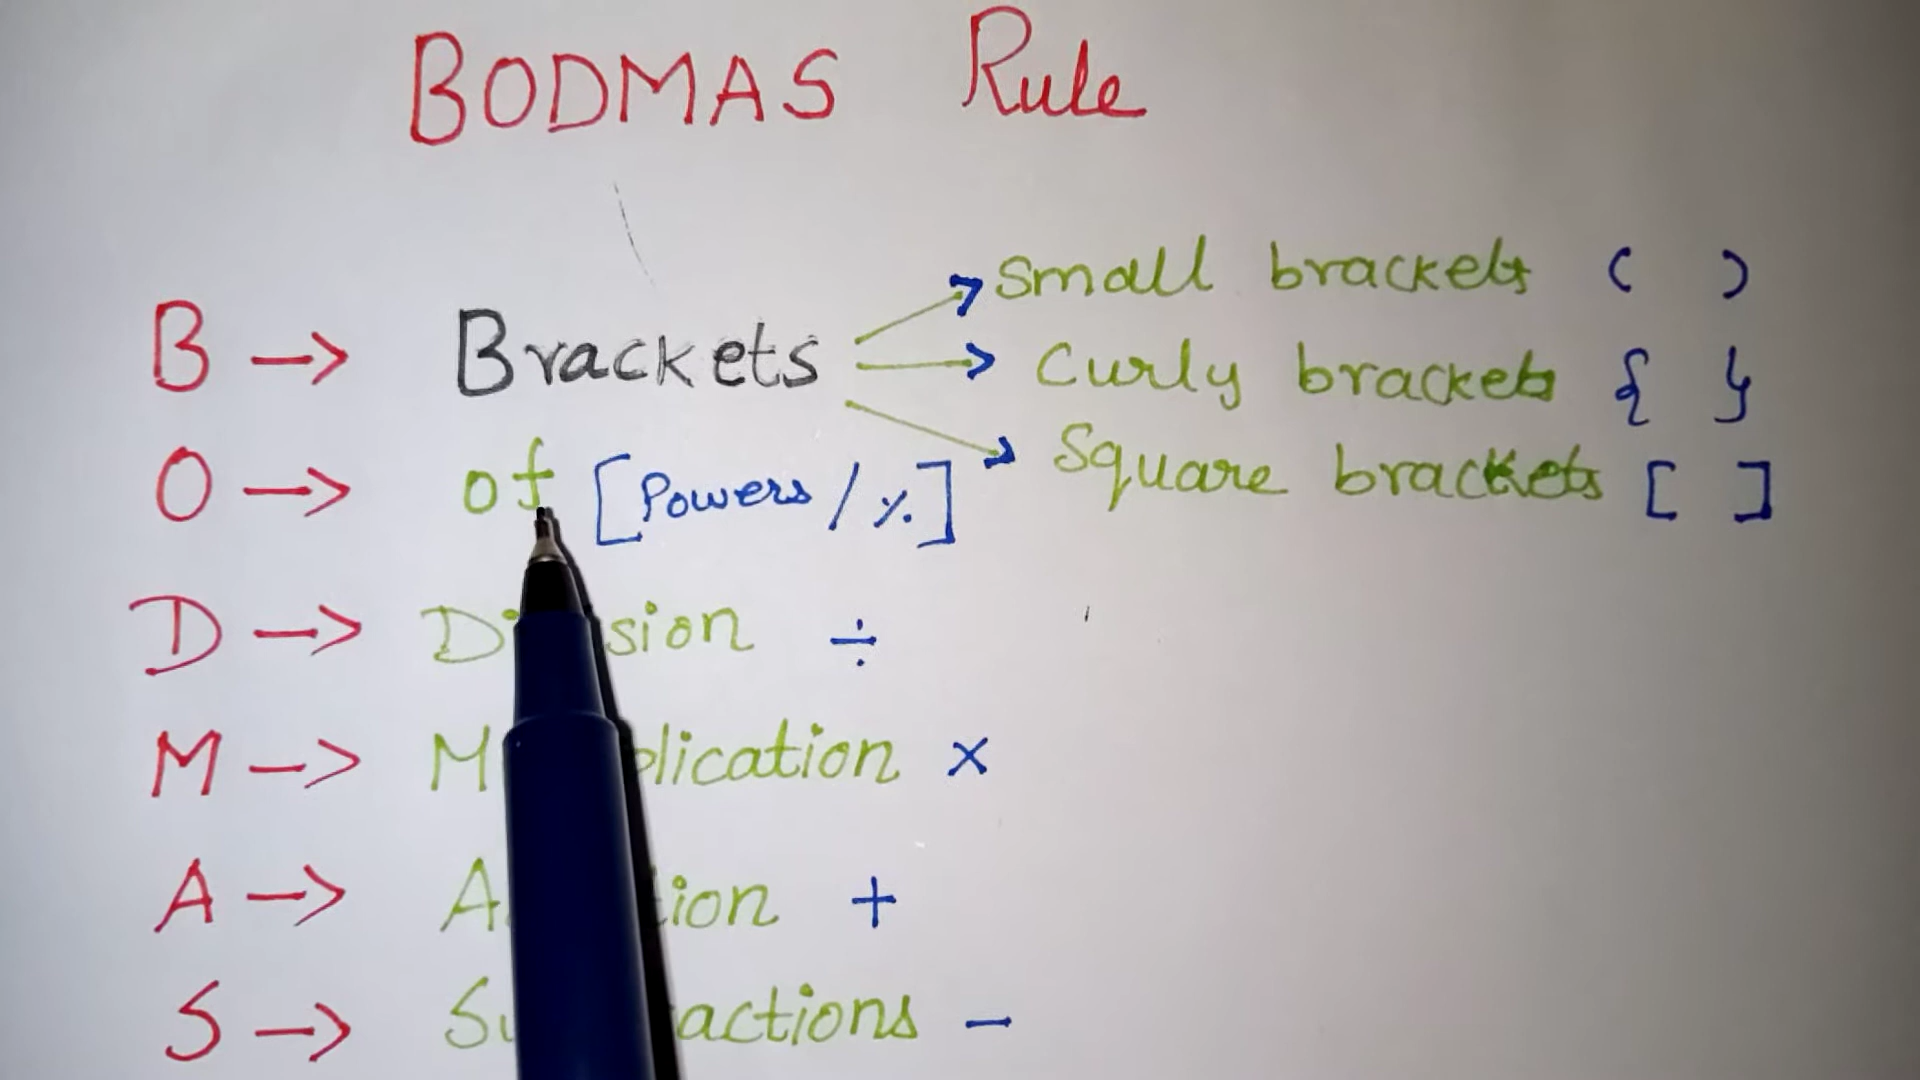 BODMAS Rule
B → Brackets → small brackets ( )
→ Curly brackets { }
→ Square brackets [ ]
O → of [Powers / %]
D → ÷
M → ×
A → +
S → −